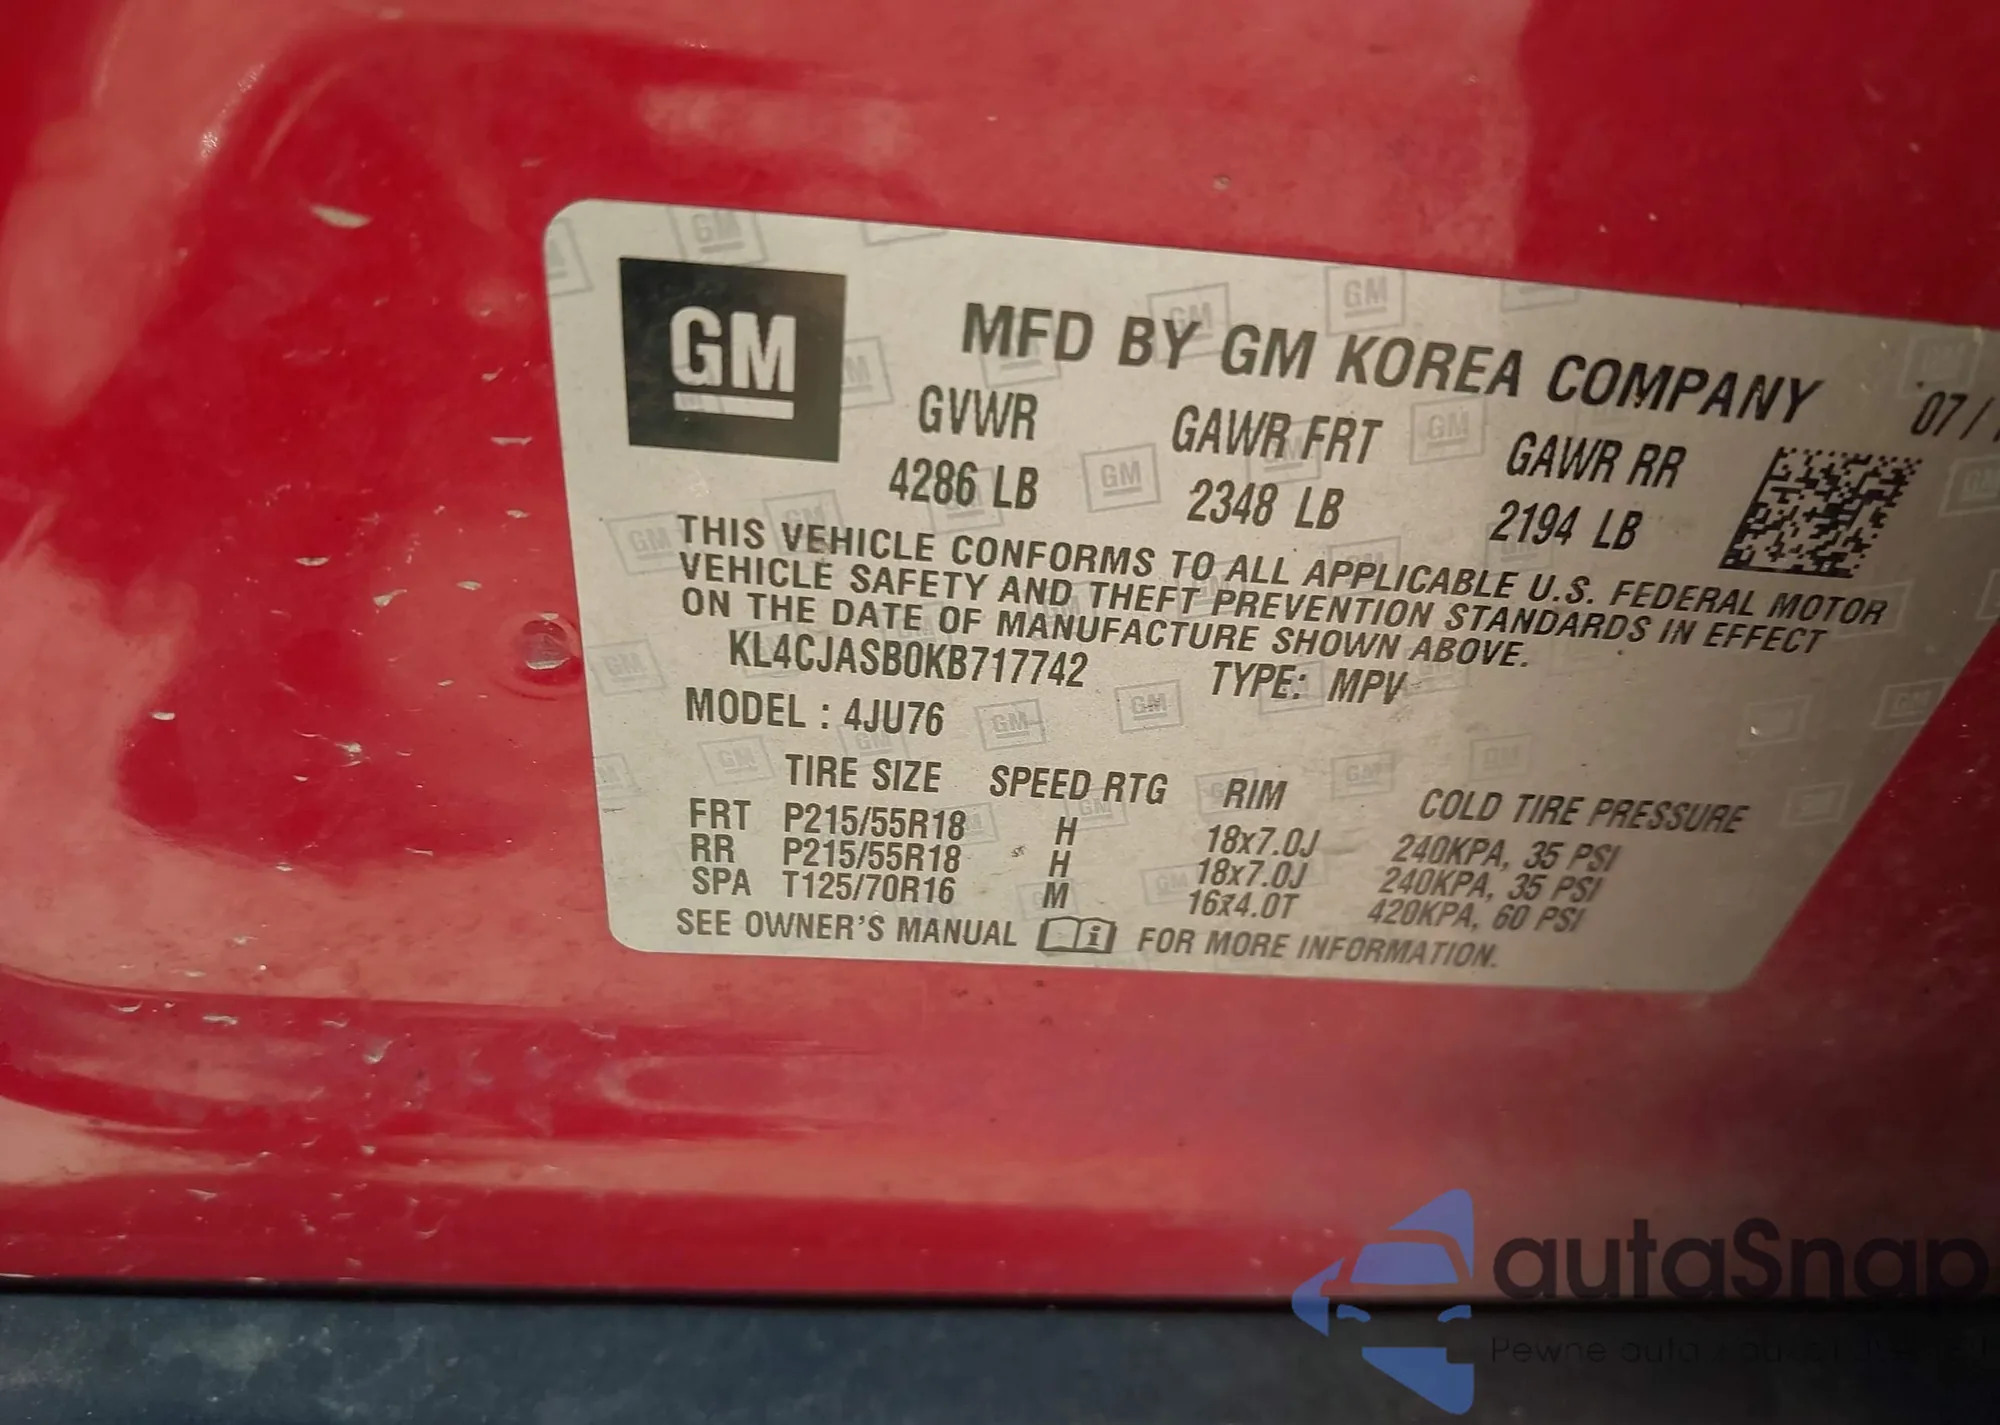 GM
MFD BY GM KOREA COMPANY 07/
GVWR GAWR FRT GAWR RR
4286 LB 2348 LB 2194 LB
THIS VEHICLE CONFORMS TO ALL APPLICABLE U.S. FEDERAL MOTOR
VEHICLE SAFETY AND THEFT PREVENTION STANDARDS IN EFFECT
ON THE DATE OF MANUFACTURE SHOWN ABOVE.
KL4CJASB0KB717742 TYPE: MPV
MODEL : 4JU76
TIRE SIZE SPEED RTG RIM COLD TIRE PRESSURE
FRT P215/55R18 H 18x7.0J 240KPA, 35 PSI
RR P215/55R18 H 18x7.0J 240KPA, 35 PSI
SPA T125/70R16 M 16x4.0T 420KPA, 60 PSI
SEE OWNER'S MANUAL FOR MORE INFORMATION.
autaSnap
Pewne auta z